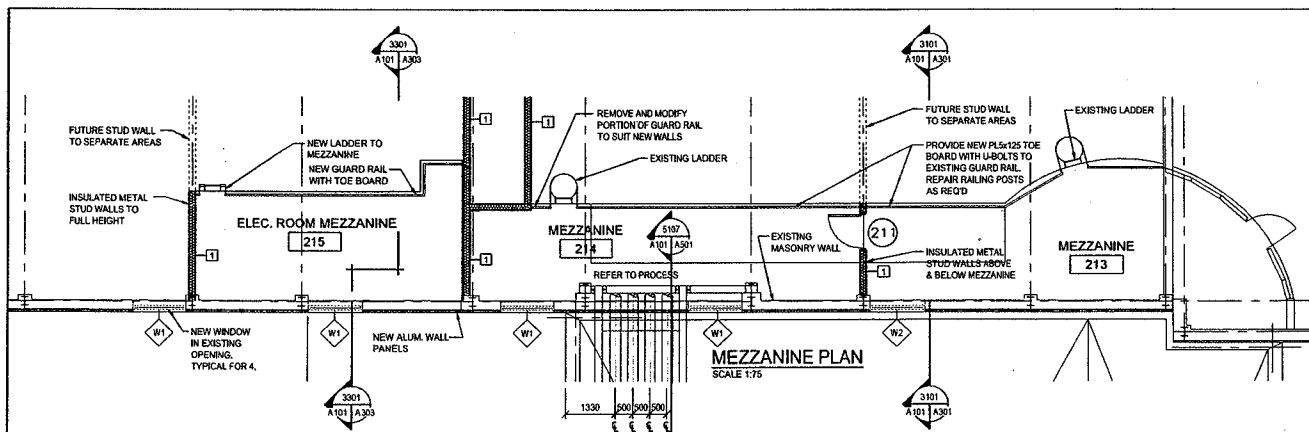 3301
A101 A303
3101
A101 A301
FUTURE STUD WALL
TO SEPARATE AREAS
NEW LADDER TO
MEZZANINE
NEW GUARD RAIL
WITH TOE BOARD
1
1
REMOVE AND MODIFY
PORTION OF GUARD RAIL
TO SUIT NEW WALLS
EXISTING LADDER
FUTURE STUD WALL
TO SEPARATE AREAS
EXISTING LADDER
PROVIDE NEW PL5x125 TOE
BOARD WITH U-BOLTS TO
EXISTING GUARD RAIL.
REPAIR RAILING POSTS
AS REQ'D
INSULATED METAL
STUD WALLS TO
FULL HEIGHT
ELEC. ROOM MEZZANINE
215
1
1
MEZZANINE
214
5107
A101 A501
REFER TO PROCESS
EXISTING
MASONRY WALL
211
INSULATED METAL
STUD WALLS ABOVE
& BELOW MEZZANINE
1
MEZZANINE
213
W1
NEW WINDOW
IN EXISTING
OPENING,
TYPICAL FOR 4.
W1
NEW ALUM. WALL
PANELS
W1
W1
W2
MEZZANINE PLAN
SCALE 1:75
3301
A101 A303
1330
500
500
500
3101
A101 A301